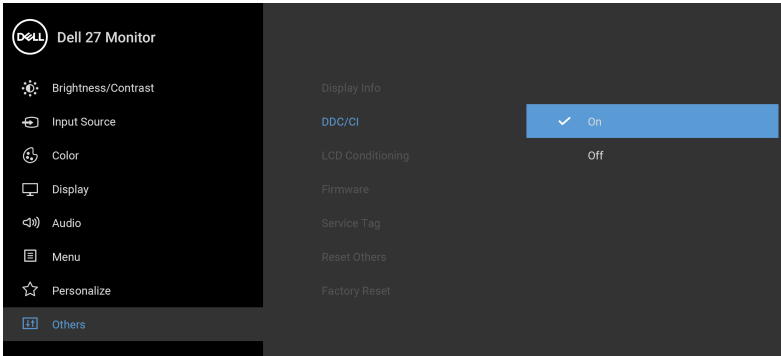 DELL
Dell 27 Monitor
Brightness/Contrast
Input Source
Color
Display
Audio
Menu
Personalize
Others
Display Info
DDC/CI
LCD Conditioning
Firmware
Service Tag
Reset Others
Factory Reset
On
Off